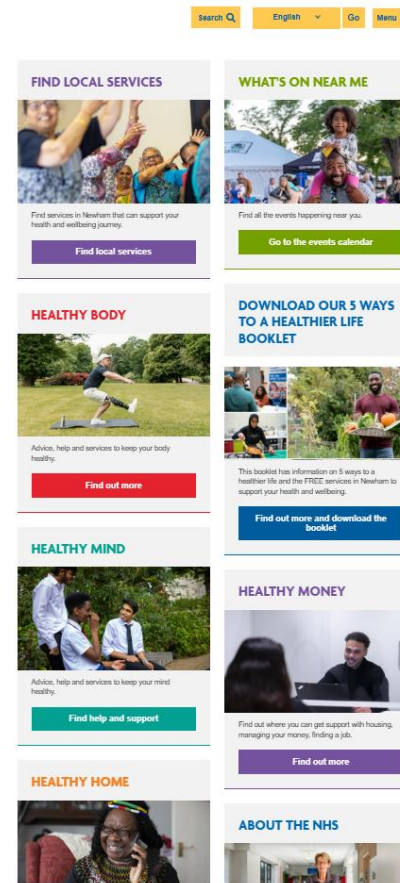 Search
English
Go
Menu
FIND LOCAL SERVICES
Find services in Newham that can support your
health and wellbeing journey.
Find local services
WHAT'S ON NEAR ME
Find all the events happening near you.
Go to the events calendar
HEALTHY BODY
Advice, help and services to keep your body
healthy.
Find out more
DOWNLOAD OUR 5 WAYS
TO A HEALTHIER LIFE
BOOKLET
This booklet has information on 5 ways to a
healthier life and the FREE services in Newham to
support your health and wellbeing.
Find out more and download the
booklet
HEALTHY MIND
Advice, help and services to keep your mind
healthy.
Find help and support
HEALTHY MONEY
Find out where you can get support with housing,
managing your money, finding a job.
Find out more
HEALTHY HOME
ABOUT THE NHS